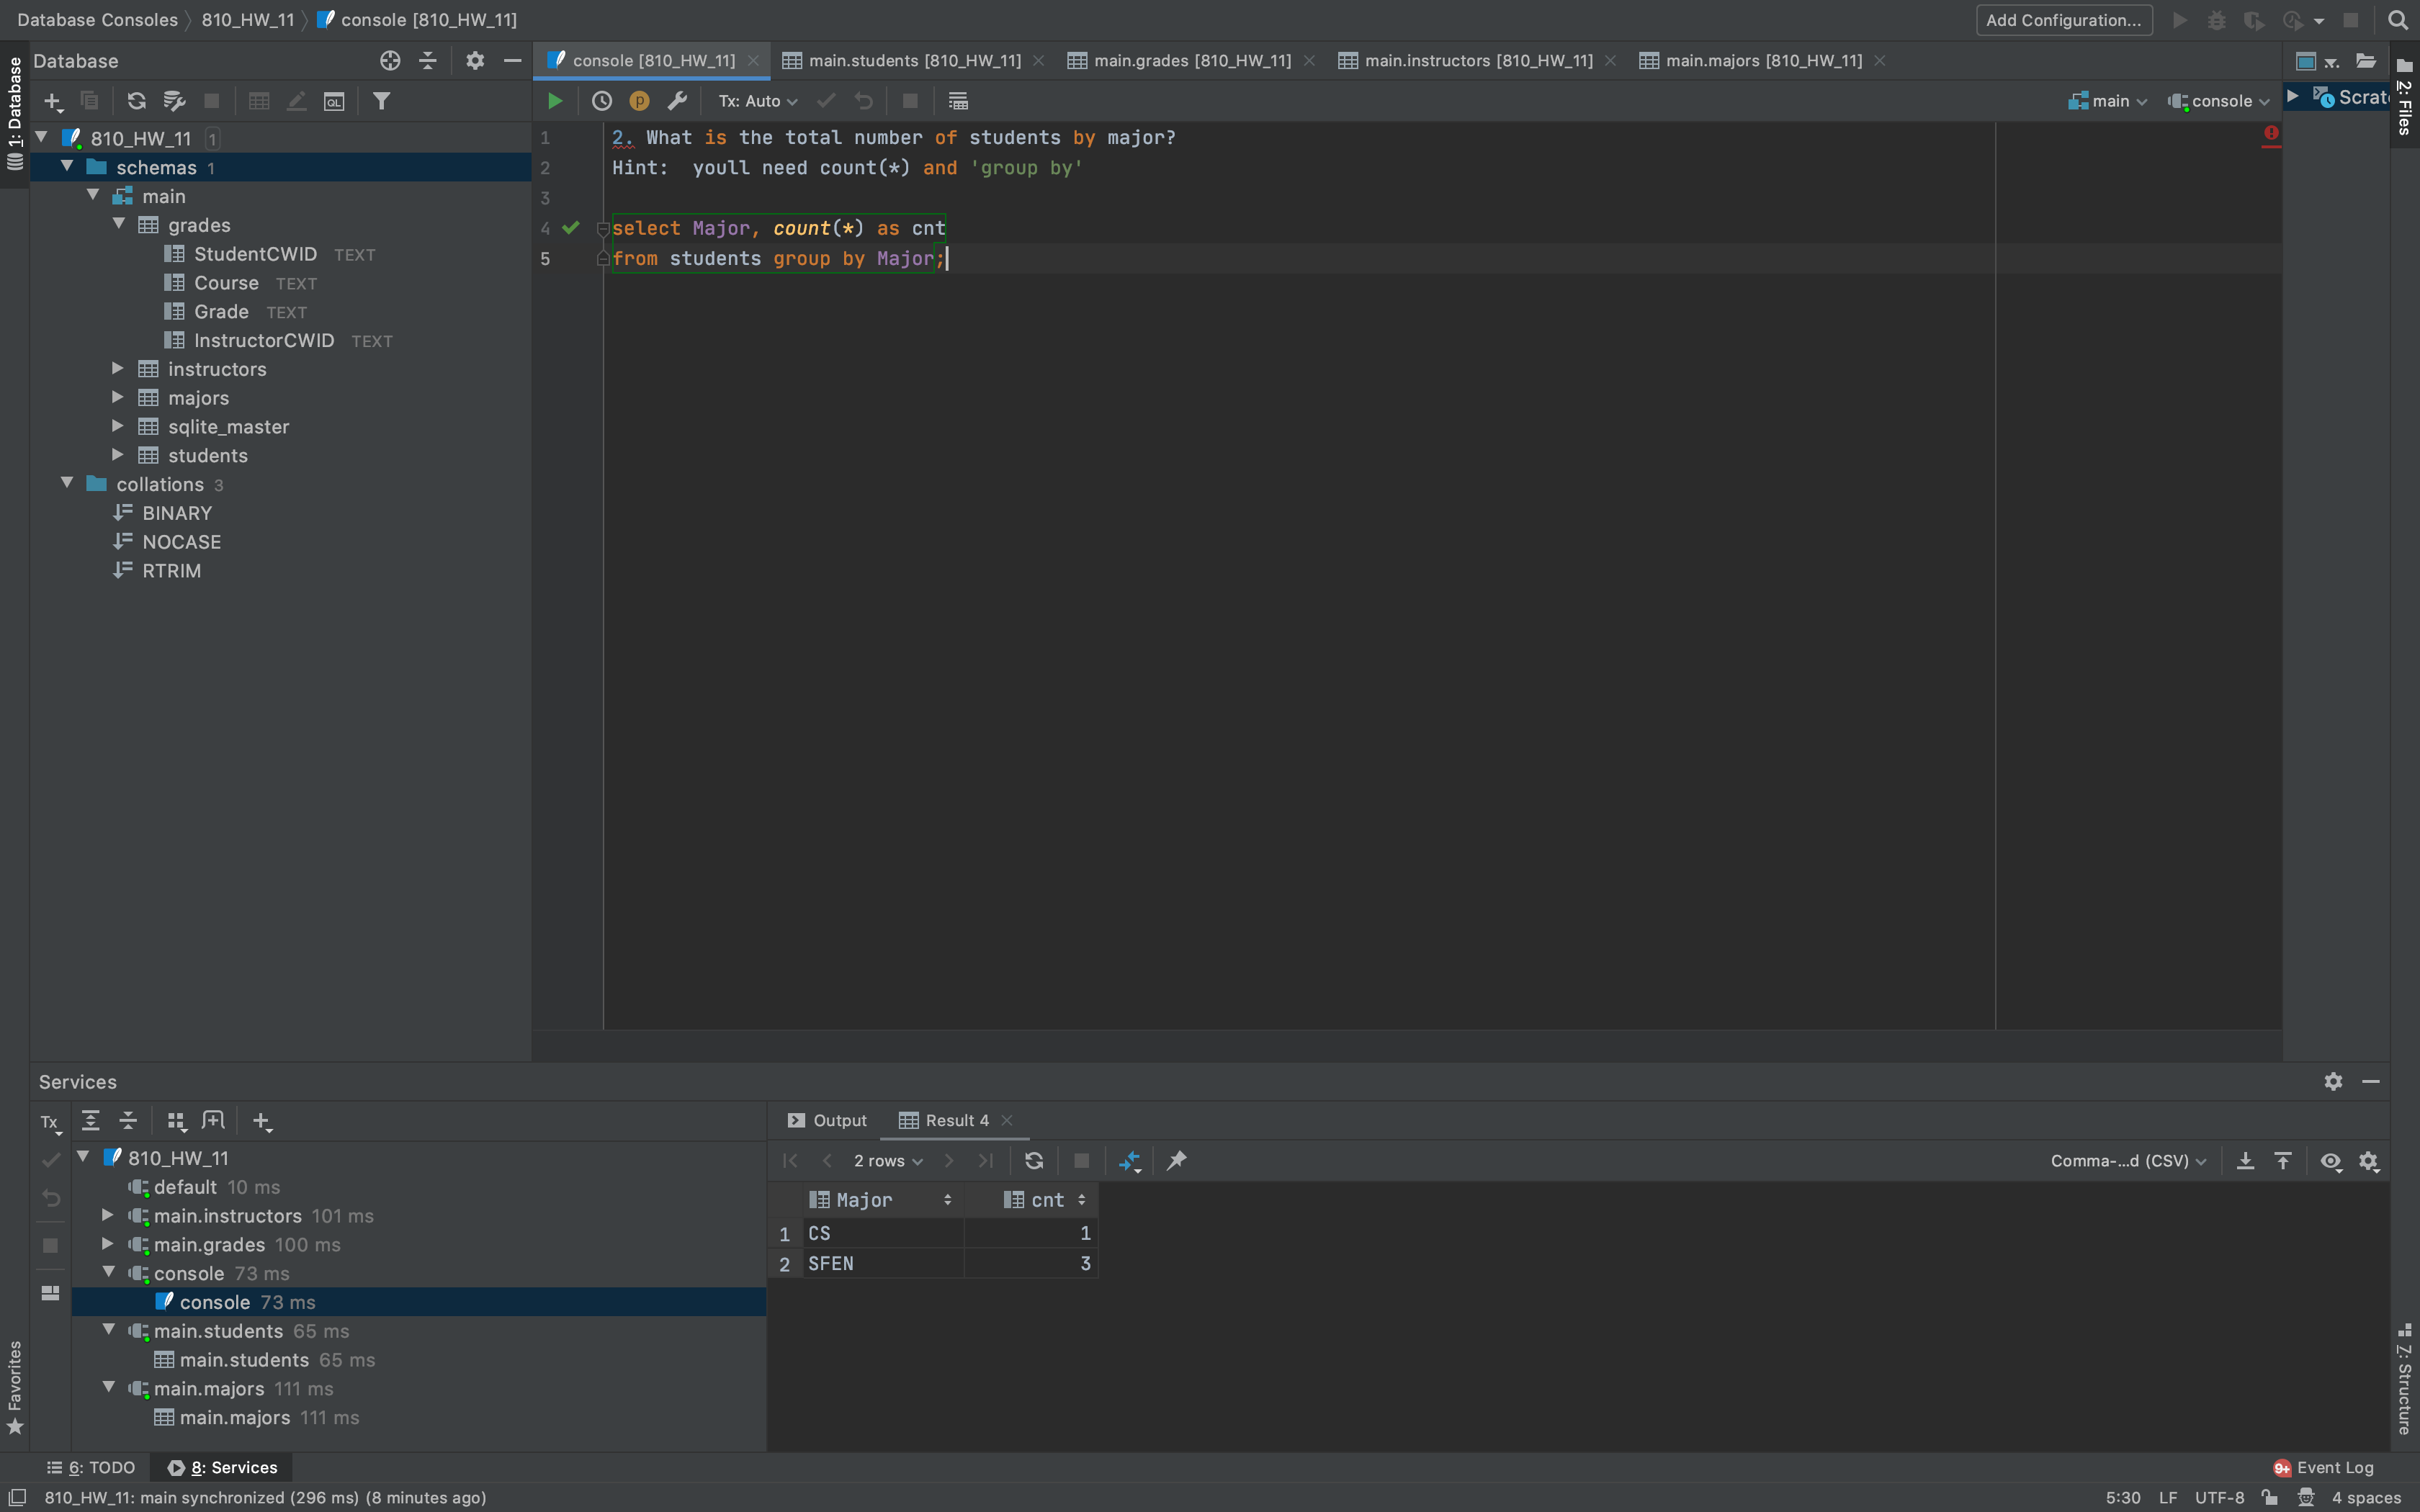 Database Consoles 810_HW_11 console [810_HW_11]
Add Configuration...
1: Database
Database
console [810_HW_11]
main.students [810_HW_11]
main.grades [810_HW_11]
main.instructors [810_HW_11]
main.majors [810_HW_11]
Tx: Auto
main
console
2: Files
810_HW_11 1
schemas 1
main
grades
StudentCWID TEXT
Course TEXT
Grade TEXT
InstructorCWID TEXT
instructors
majors
sqlite_master
students
collations 3
BINARY
NOCASE
RTRIM
1 2. What is the total number of students by major?
2 Hint:  youll need count(*) and 'group by'
3
4 select Major, count(*) as cnt
5 from students group by Major;
Services
Tx
810_HW_11
default 10 ms
main.instructors 101 ms
main.grades 100 ms
console 73 ms
console 73 ms
main.students 65 ms
main.students 65 ms
main.majors 111 ms
main.majors 111 ms
Output
Result 4
2 rows
Comma-...d (CSV)
Major cnt
1 CS 1
2 SFEN 3
Favorites
7: Structure
6: TODO
8: Services
9+ Event Log
810_HW_11: main synchronized (296 ms) (8 minutes ago)
5:30 LF UTF-8 4 spaces